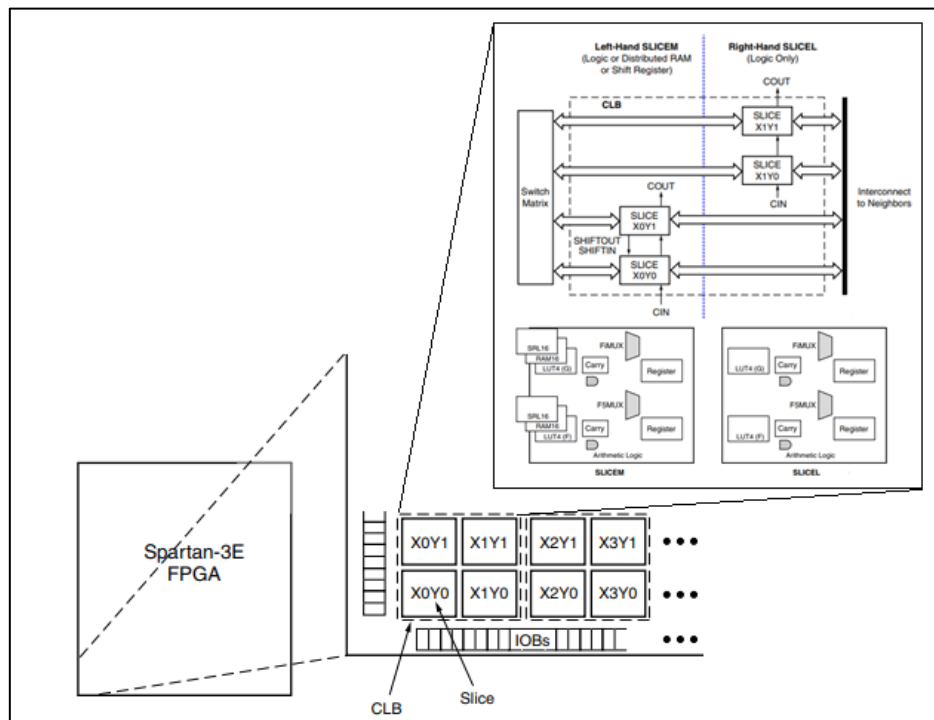 Left-Hand SLICEM
(Logic or Distributed RAM
or Shift Register)
Right-Hand SLICEL
(Logic Only)
COUT
CLB
SLICE
X1Y1
SLICE
X1Y0
COUT
CIN
Switch
Matrix
Interconnect
to Neighbors
SLICE
X0Y1
SHIFTOUT
SHIFTIN
SLICE
X0Y0
CIN
FiMUX
SRL16
RAM16
LUT4 (G)
Carry
Register
F5MUX
SRL16
RAM16
LUT4 (F)
Carry
Register
Arithmetic Logic
SLICEM
FiMUX
LUT4 (G)
Carry
Register
F5MUX
LUT4 (F)
Carry
Register
Arithmetic Logic
SLICEL
Spartan-3E
FPGA
X0Y1
X1Y1
X2Y1
X3Y1
X0Y0
X1Y0
X2Y0
X3Y0
IOBs
CLB
Slice